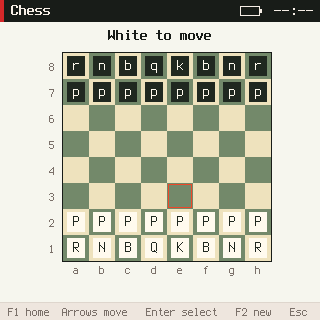 Chess --:--
White to move
8 r n b q k b n r
7 p p p p p p p p
6
5
4
3
2 P P P P P P P P
1 R N B Q K B N R
a b c d e f g h
F1 home Arrows move Enter select F2 new Esc